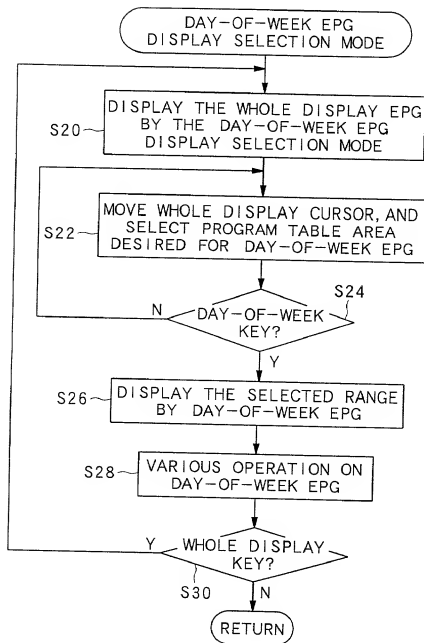 DAY-OF-WEEK EPG
DISPLAY SELECTION MODE
S20
DISPLAY THE WHOLE DISPLAY EPG
BY THE DAY-OF-WEEK EPG
DISPLAY SELECTION MODE
S22
MOVE WHOLE DISPLAY CURSOR, AND
SELECT PROGRAM TABLE AREA
DESIRED FOR DAY-OF-WEEK EPG
S24
N
DAY-OF-WEEK
KEY?
Y
S26
DISPLAY THE SELECTED RANGE
BY DAY-OF-WEEK EPG
S28
VARIOUS OPERATION ON
DAY-OF-WEEK EPG
Y
WHOLE DISPLAY
KEY?
S30
N
RETURN